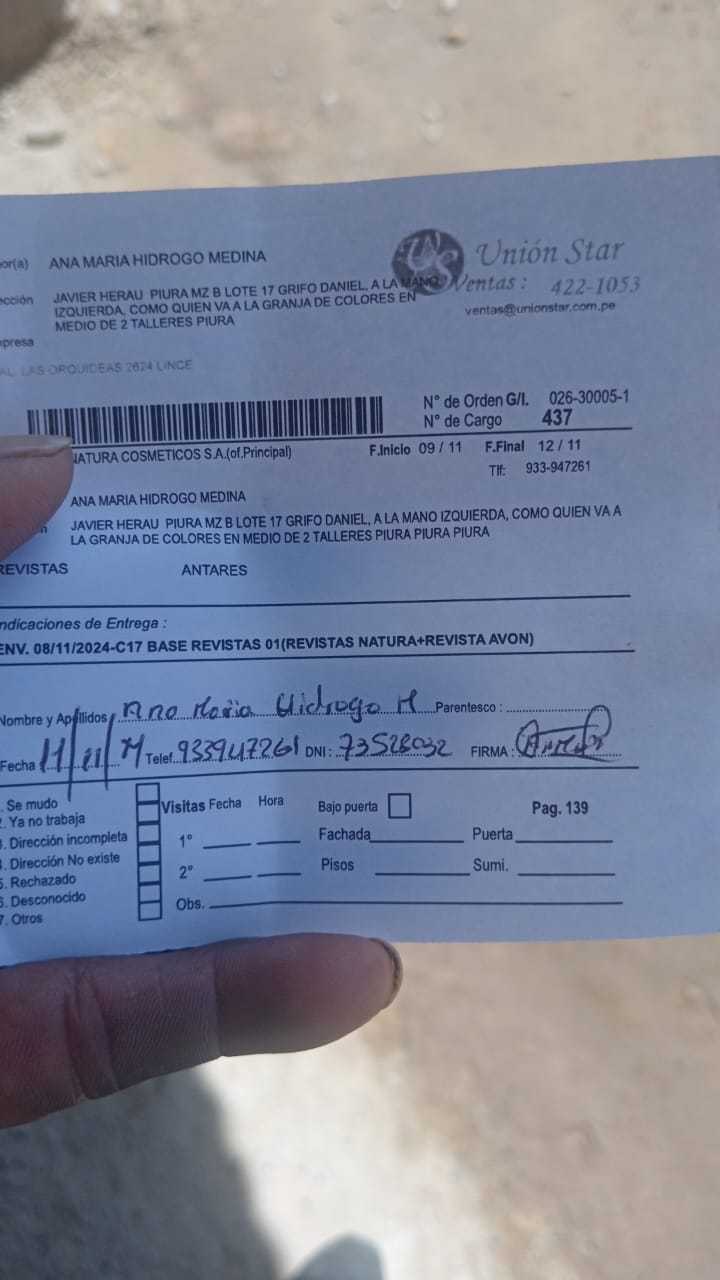 or(a) ANA MARIA HIDROGO MEDINA
Unión Star
Ventas : 422-1053
ventas@unionstar.com.pe
ección JAVIER HERAU PIURA MZ B LOTE 17 GRIFO DANIEL, A LA MANO
IZQUIERDA, COMO QUIEN VA A LA GRANJA DE COLORES EN
MEDIO DE 2 TALLERES PIURA
presa
AL. LAS ORQUIDEAS 2624 LINCE
N° de Orden G/I. 026-30005-1
N° de Cargo 437
NATURA COSMETICOS S.A.(of.Principal) F.Inicio 09 / 11 F.Final 12 / 11
Tlf: 933-947261
ANA MARIA HIDROGO MEDINA
n JAVIER HERAU PIURA MZ B LOTE 17 GRIFO DANIEL, A LA MANO IZQUIERDA, COMO QUIEN VA A
LA GRANJA DE COLORES EN MEDIO DE 2 TALLERES PIURA PIURA PIURA
REVISTAS ANTARES
ndicaciones de Entrega :
ENV. 08/11/2024-C17 BASE REVISTAS 01(REVISTAS NATURA+REVISTA AVON)
Nombre y Apellidos Ana Maria Hidrogo M Parentesco :
Fecha 11/11/ Telef. 933947261 DNI : 73528032 FIRMA :
. Se mudo Visitas Fecha Hora Bajo puerta Pag. 139
2. Ya no trabaja
3. Dirección incompleta 1° Fachada Puerta
. Dirección No existe
5. Rechazado 2° Pisos Sumi.
6. Desconocido
7. Otros Obs.